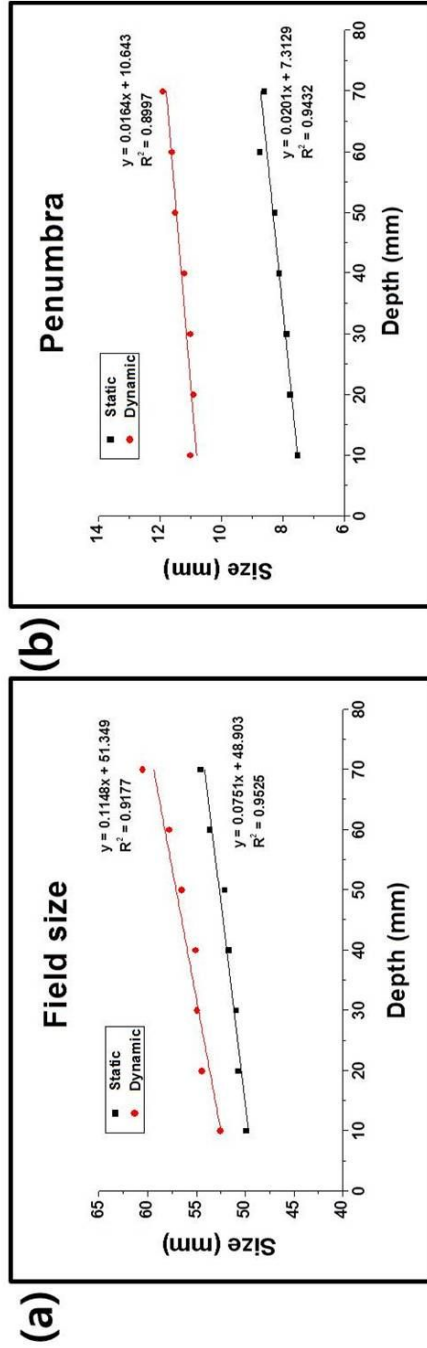 (a)
Field size
Static
Dynamic
y = 0.1148x + 51.349
R² = 0.9177
y = 0.0751x + 48.903
R² = 0.9525
Size (mm)
65
60
55
50
45
40
0 10 20 30 40 50 60 70 80
Depth (mm)
(b)
Penumbra
Static
Dynamic
y = 0.0164x + 10.643
R² = 0.8997
y = 0.0201x + 7.3129
R² = 0.9432
Size (mm)
14
12
10
8
6
0 10 20 30 40 50 60 70 80
Depth (mm)